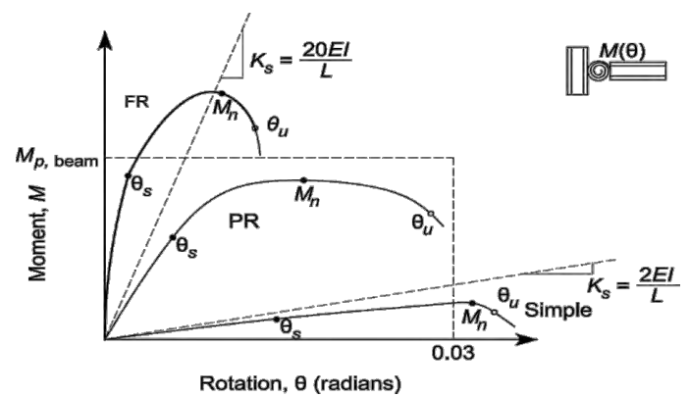 K_s = 20EI/L
M(θ)
FR
M_n
θ_u
M_p, beam
θ_s
M_n
PR
θ_s
θ_u
K_s = 2EI/L
θ_u
Simple
M_n
θ_s
0.03
Moment, M
Rotation, θ (radians)